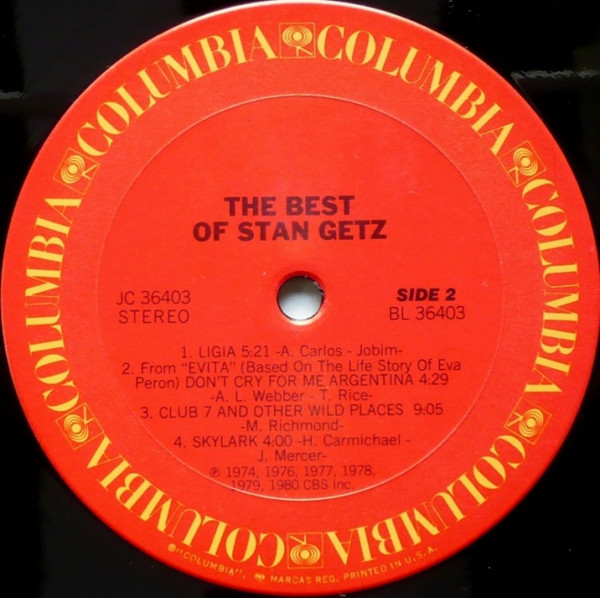 COLUMBIA COLUMBIA COLUMBIA COLUMBIA COLUMBIA COLUMBIA COLUMBIA
THE BEST
OF STAN GETZ
JC 36403
STEREO
SIDE 2
BL 36403
1. LIGIA 5:21 -A. Carlos - Jobim-
2. From "EVITA" (Based On The Life Story Of Eva
Peron) DON'T CRY FOR ME ARGENTINA 4:29
-A. L. Webber - T. Rice-
3. CLUB 7 AND OTHER WILD PLACES 9:05
-M. Richmond-
4. SKYLARK 4:00 -H. Carmichael -
J. Mercer-
℗ 1974, 1976, 1977, 1978,
1979, 1980 CBS Inc.
"COLUMBIA", MARCAS REG. PRINTED IN U.S.A.